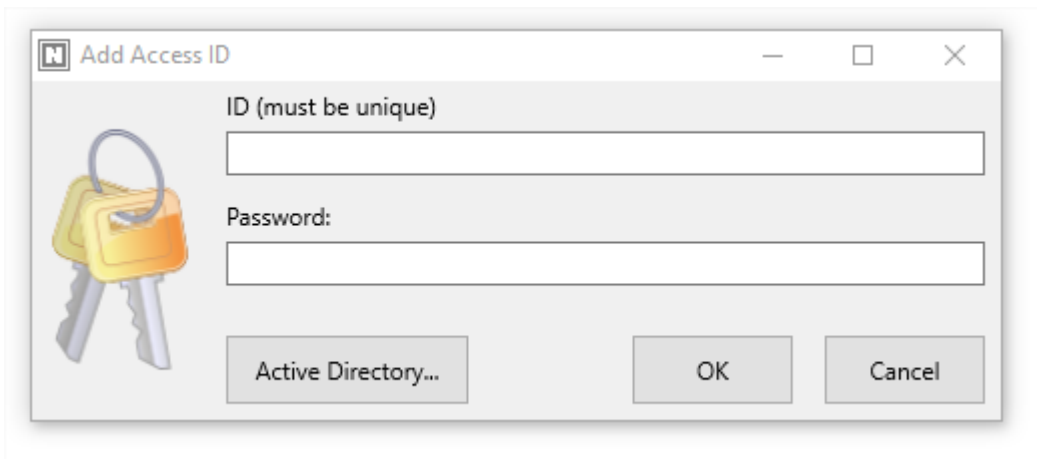 N Add Access ID
ID (must be unique)
Password:
Active Directory... OK Cancel